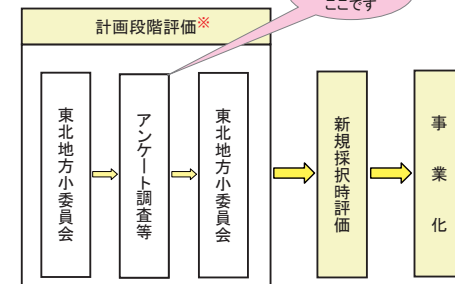 ここです
計画段階評価※
東北地方小委員会
アンケート調査等
東北地方小委員会
新規採択時評価
事業化